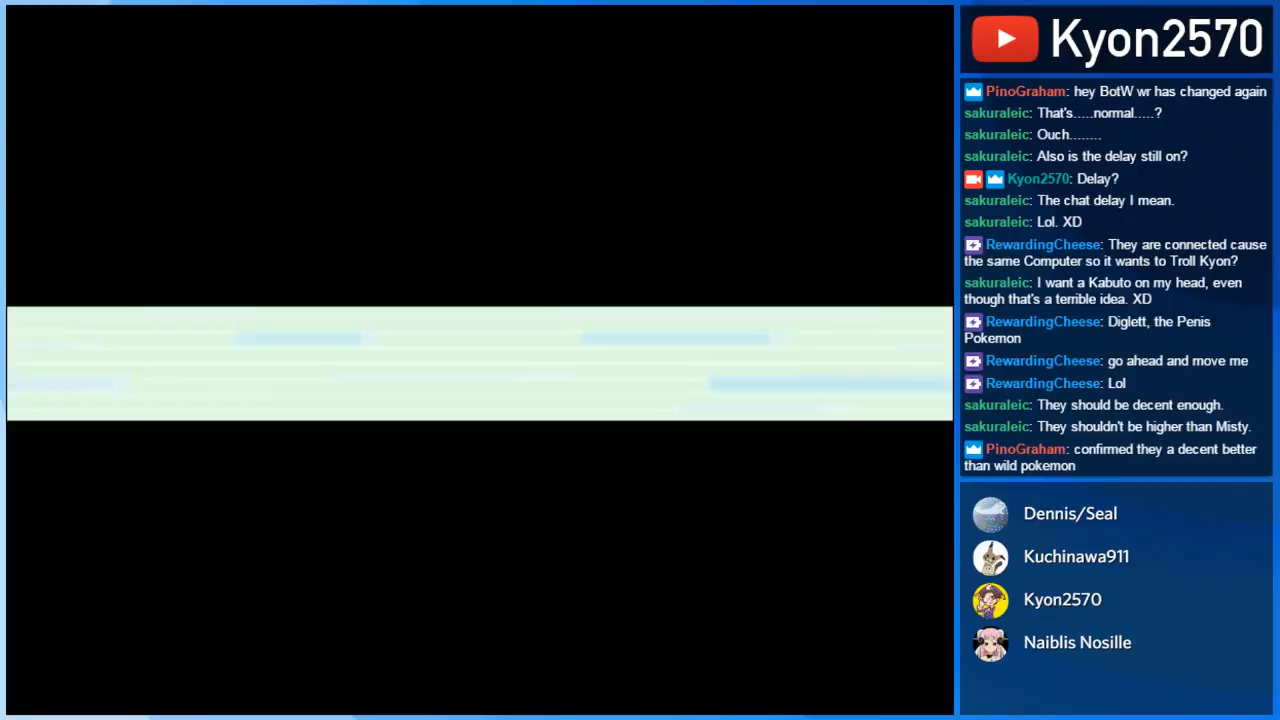 Kyon2570
PinoGraham: hey BotW wr has changed again
sakuraleic: That's.....normal.....?
sakuraleic: Ouch........
sakuraleic: Also is the delay still on?
Kyon2570: Delay?
sakuraleic: The chat delay I mean.
sakuraleic: Lol. XD
RewardingCheese: They are connected cause
the same Computer so it wants to Troll Kyon?
sakuraleic: I want a Kabuto on my head, even
though that's a terrible idea. XD
RewardingCheese: Diglett, the Penis
Pokemon
RewardingCheese: go ahead and move me
RewardingCheese: Lol
sakuraleic: They should be decent enough.
sakuraleic: They shouldn't be higher than Misty.
PinoGraham: confirmed they a decent better
than wild pokemon
Dennis/Seal
Kuchinawa911
Kyon2570
Naiblis Nosille